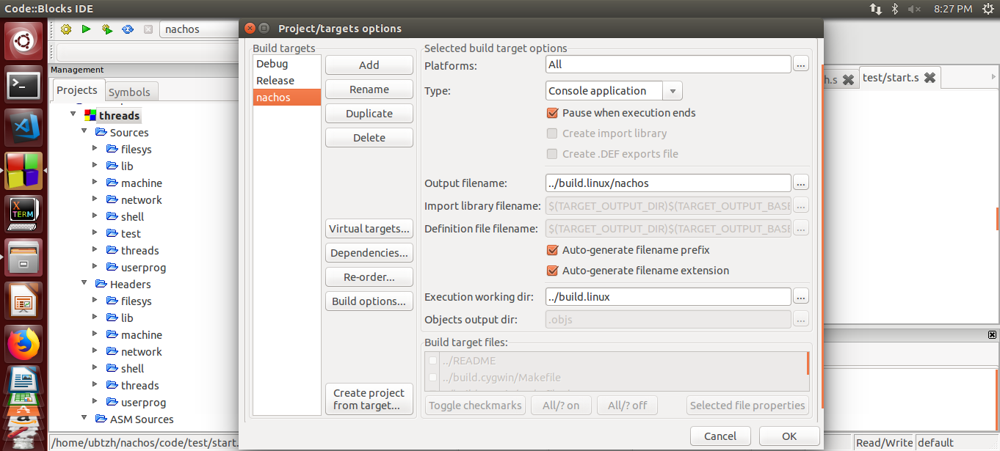 Code::Blocks IDE
8:27 PM
nachos
Project/targets options
Management
Projects
Symbols
threads
Sources
filesys
lib
machine
network
shell
test
threads
userprog
Headers
filesys
lib
machine
network
shell
threads
userprog
ASM Sources
X
TERM
Build targets
Debug
Release
nachos
Add
Rename
Duplicate
Delete
Virtual targets...
Dependencies...
Re-order...
Build options...
Create project
from target...
Selected build target options
Platforms: All ...
Type: Console application
Pause when execution ends
Create import library
Create .DEF exports file
Output filename: ../build.linux/nachos ...
Import library filename: $(TARGET_OUTPUT_DIR)$(TARGET_OUTPUT_BASE ...
Definition file filename: $(TARGET_OUTPUT_DIR)$(TARGET_OUTPUT_BASE ...
Auto-generate filename prefix
Auto-generate filename extension
Execution working dir: ../build.linux ...
Objects output dir: .objs ...
Build target files:
../README
../build.cygwin/Makefile
Toggle checkmarks
All/? on
All/? off
Selected file properties
Cancel
OK
h.s
test/start.s
/home/ubtzh/nachos/code/test/start.
Read/Write
default